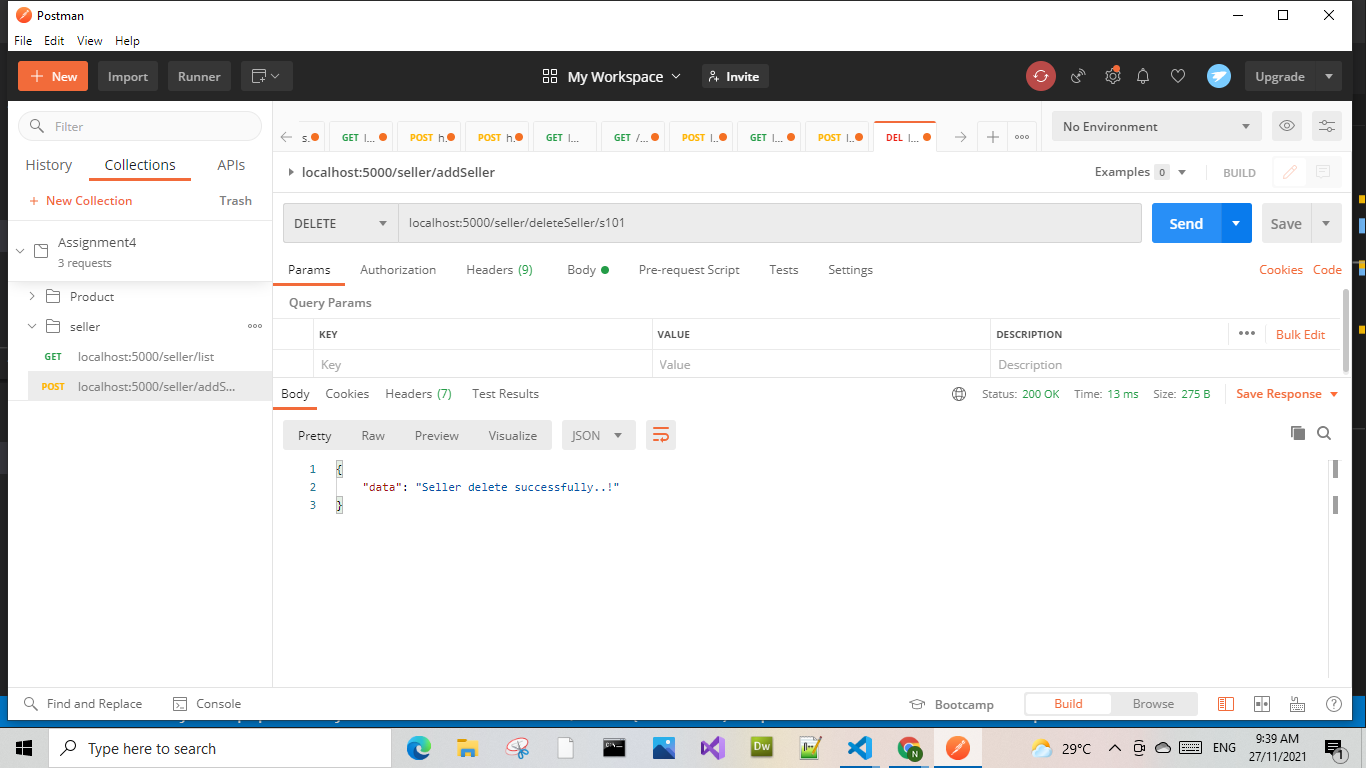 Postman
File Edit View Help
New Import Runner My Workspace Invite Upgrade
Filter
History Collections APIs
New Collection Trash
Assignment4
3 requests
Product
seller
GET localhost:5000/seller/list
POST localhost:5000/seller/addS...
s. GET l... POST h. POST h. GET l... GET /... POST l. GET l... POST l. DEL l...
No Environment
localhost:5000/seller/addSeller Examples 0 BUILD
DELETE localhost:5000/seller/deleteSeller/s101 Send Save
Params Authorization Headers (9) Body Pre-request Script Tests Settings Cookies Code
Query Params
KEY VALUE DESCRIPTION Bulk Edit
Key Value Description
Body Cookies Headers (7) Test Results Status: 200 OK Time: 13 ms Size: 275 B Save Response
Pretty Raw Preview Visualize JSON
1 {
2 "data": "Seller delete successfully..!"
3 }
Find and Replace Console Bootcamp Build Browse
Type here to search Dw N 29°C ENG 9:39 AM
27/11/2021 1